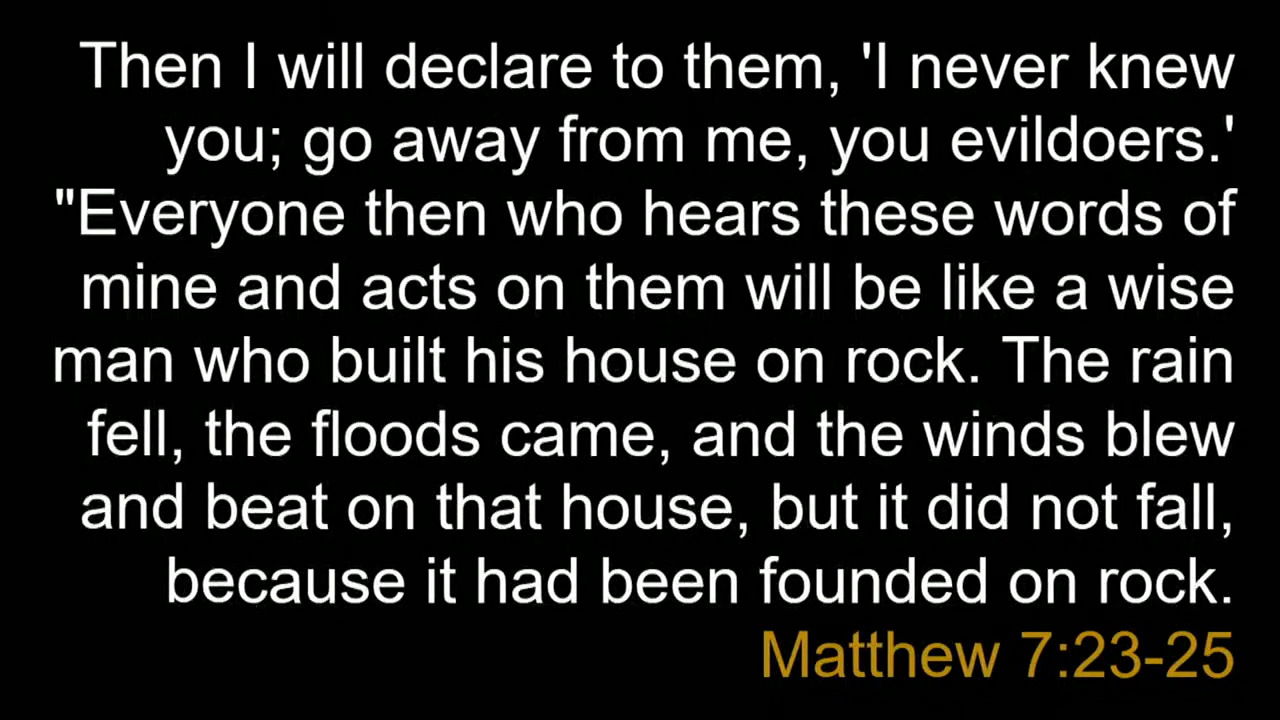 Then I will declare to them, 'I never knew
you; go away from me, you evildoers.'
"Everyone then who hears these words of
mine and acts on them will be like a wise
man who built his house on rock. The rain
fell, the floods came, and the winds blew
and beat on that house, but it did not fall,
because it had been founded on rock.
Matthew 7:23-25